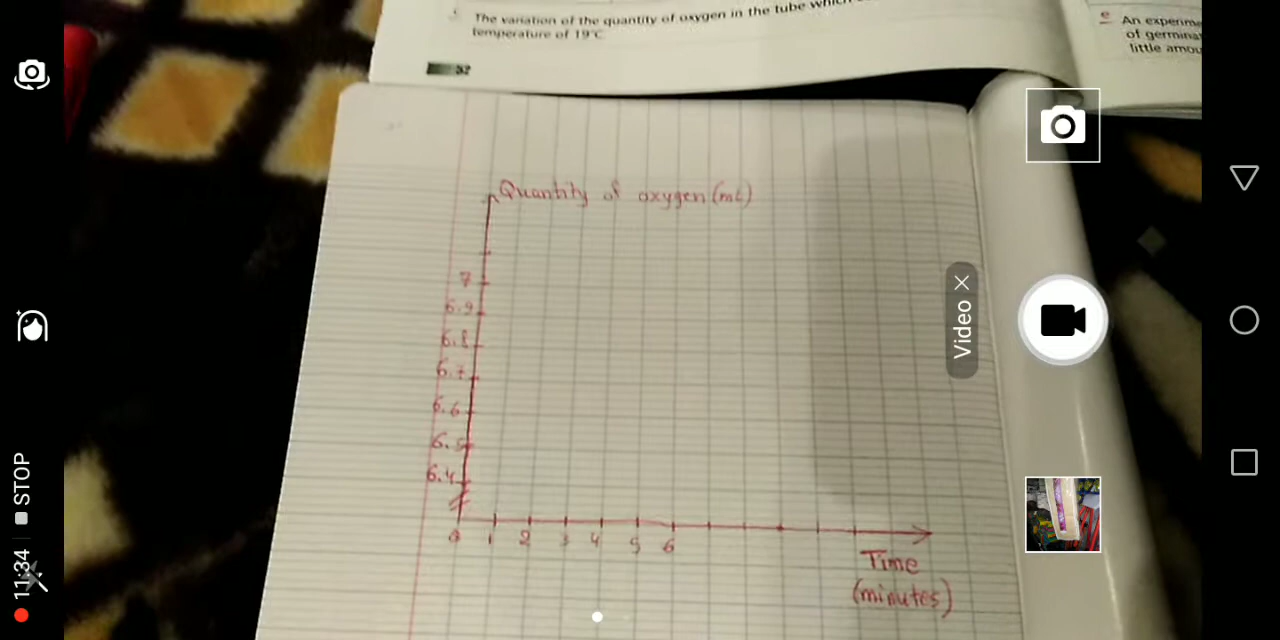 The variation of the quantity of oxygen in the tube
temperature of 19°C
52
e An experime
of germina
little amou
Quantity of oxygen (mL)
7
6.9
6.8
6.7
6.6
6.5
6.4
0 1 2 3 4 5 6
Time
(minutes)
Video ×
11:34 STOP